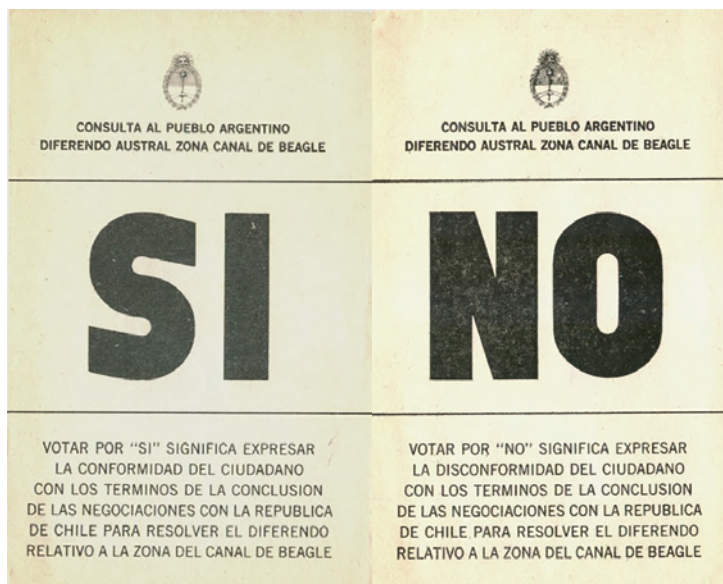 CONSULTA AL PUEBLO ARGENTINO
DIFERENDO AUSTRAL ZONA CANAL DE BEAGLE
SI
VOTAR POR "SI" SIGNIFICA EXPRESAR
LA CONFORMIDAD DEL CIUDADANO
CON LOS TERMINOS DE LA CONCLUSION
DE LAS NEGOCIACIONES CON LA REPUBLICA
DE CHILE PARA RESOLVER EL DIFERENDO
RELATIVO A LA ZONA DEL CANAL DE BEAGLE
CONSULTA AL PUEBLO ARGENTINO
DIFERENDO AUSTRAL ZONA CANAL DE BEAGLE
NO
VOTAR POR "NO" SIGNIFICA EXPRESAR
LA DISCONFORMIDAD DEL CIUDADANO
CON LOS TERMINOS DE LA CONCLUSION
DE LAS NEGOCIACIONES CON LA REPUBLICA
DE CHILE PARA RESOLVER EL DIFERENDO
RELATIVO A LA ZONA DEL CANAL DE BEAGLE